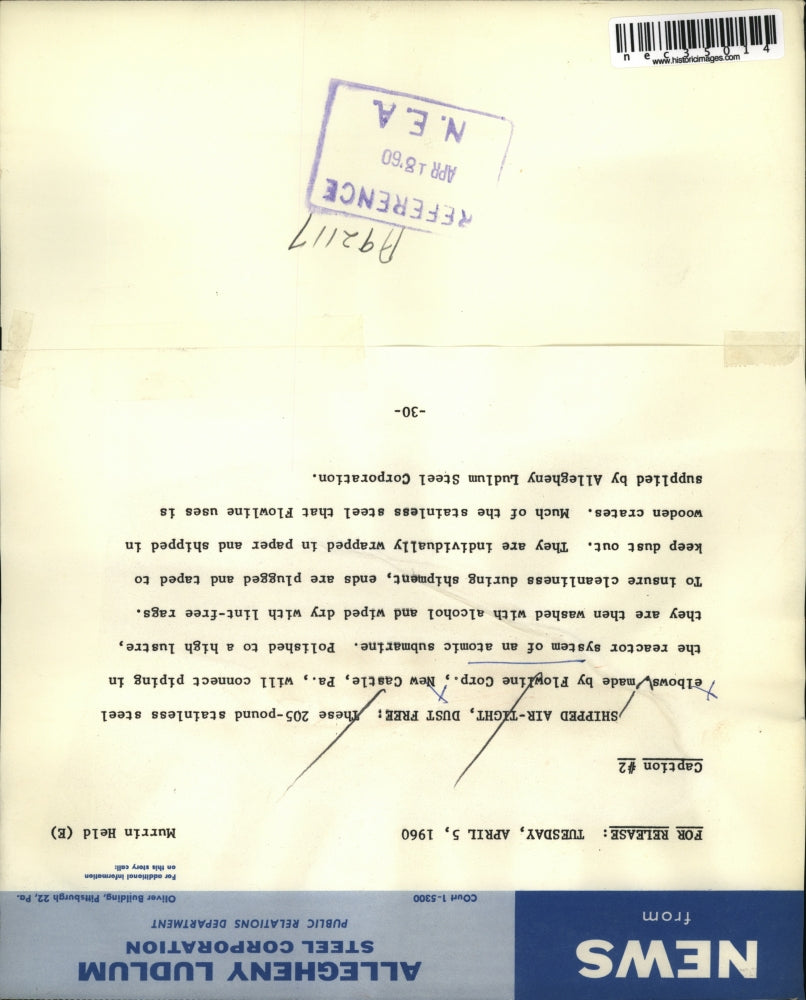 NEWS
from
ALLEGHENY LUDLUM
STEEL CORPORATION
PUBLIC RELATIONS DEPARTMENT
COurt 1-5300
Oliver Building, Pittsburgh 22, Pa.
For additional information
on this story call:
FOR RELEASE: TUESDAY, APRIL 5, 1960
Murrin Held (E)
Caption #2
SHIPPED AIR-TIGHT, DUST FREE: These 205-pound stainless steel
elbows, made by Flowline Corp., New Castle, Pa., will connect piping in
the reactor system of an atomic submarine. Polished to a high lustre,
they are then washed with alcohol and wiped dry with lint-free rags.
To insure cleanliness during shipment, ends are plugged and taped to
keep dust out. They are individually wrapped in paper and shipped in
wooden crates. Much of the stainless steel that Flowline uses is
supplied by Allegheny Ludlum Steel Corporation.
-30-
A92117
REFERENCE
APR 18 '60
N.E.A.
nec35014
www.historicimages.com